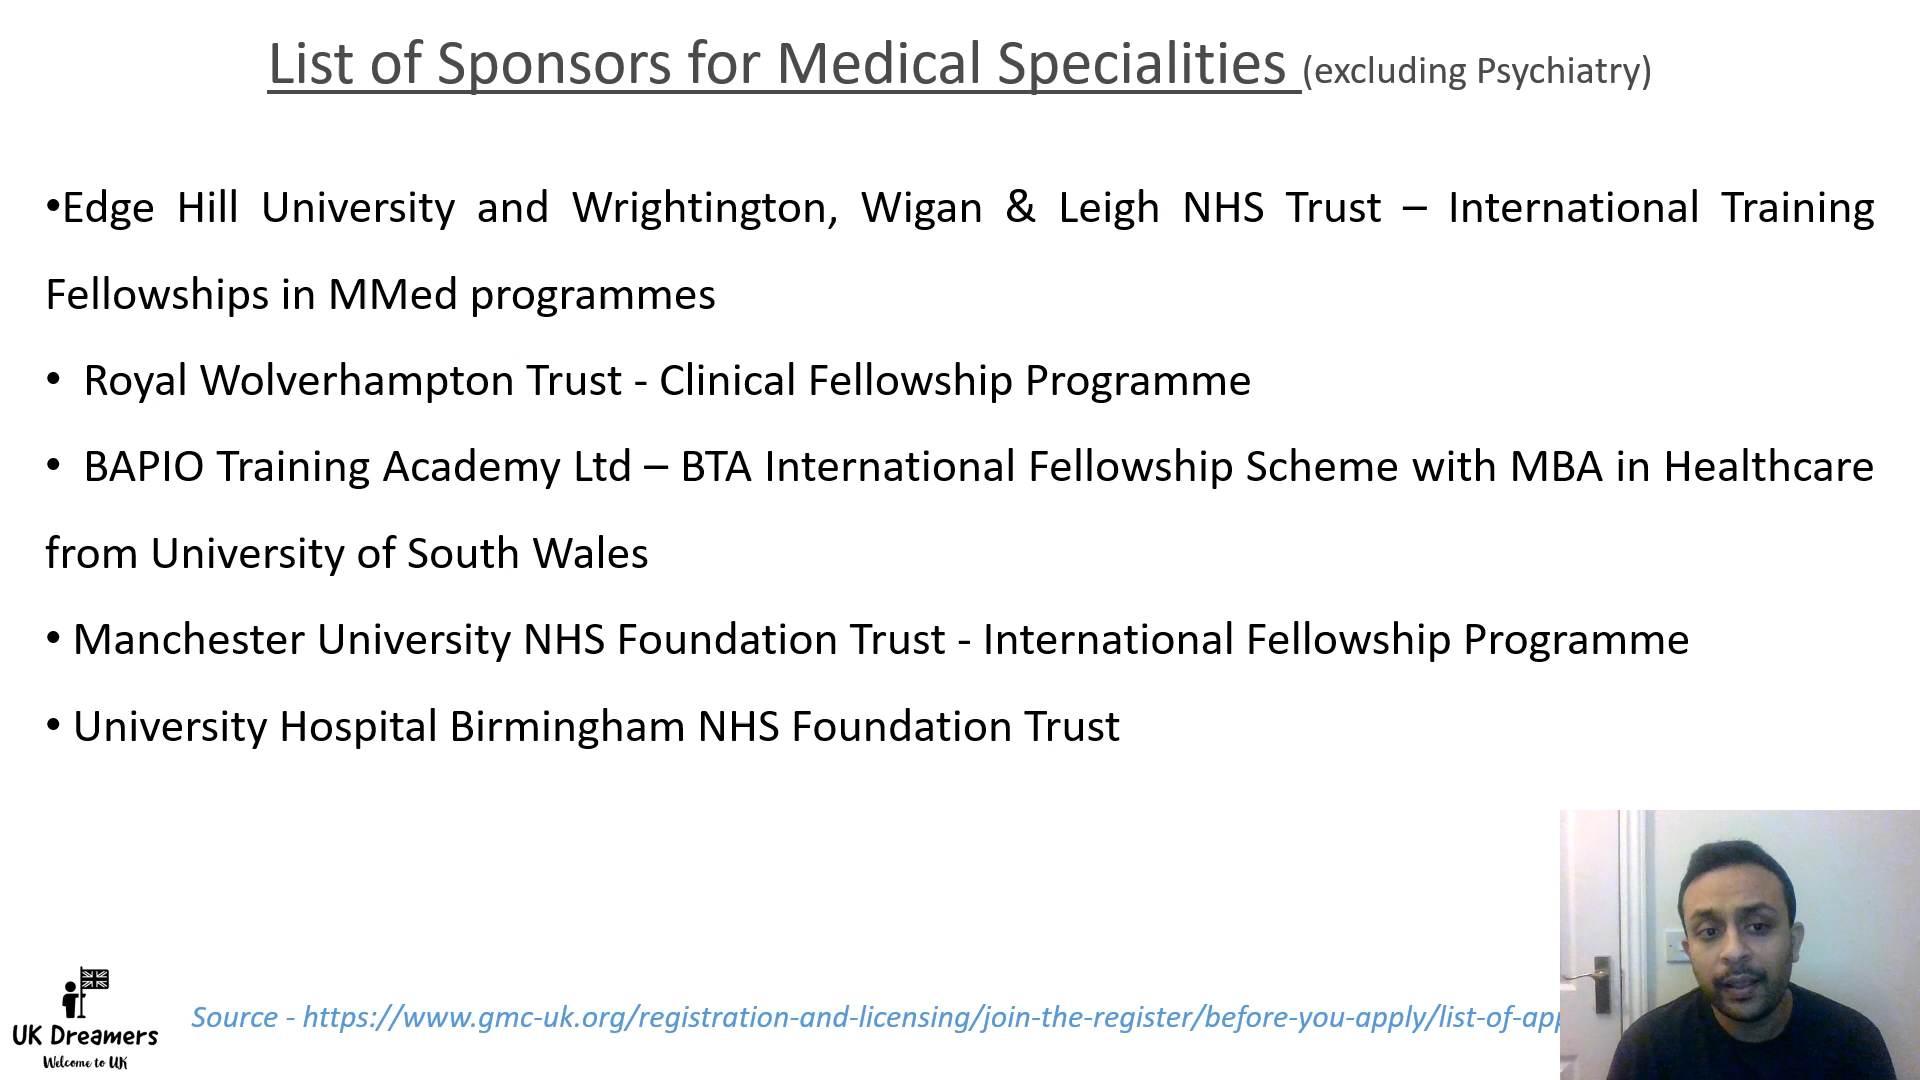 List of Sponsors for Medical Specialities (excluding Psychiatry)
•Edge Hill University and Wrightington, Wigan & Leigh NHS Trust – International Training
Fellowships in MMed programmes
• Royal Wolverhampton Trust - Clinical Fellowship Programme
• BAPIO Training Academy Ltd – BTA International Fellowship Scheme with MBA in Healthcare
from University of South Wales
• Manchester University NHS Foundation Trust - International Fellowship Programme
• University Hospital Birmingham NHS Foundation Trust
Source - https://www.gmc-uk.org/registration-and-licensing/join-the-register/before-you-apply/list-of-app
UK Dreamers
Welcome to UK